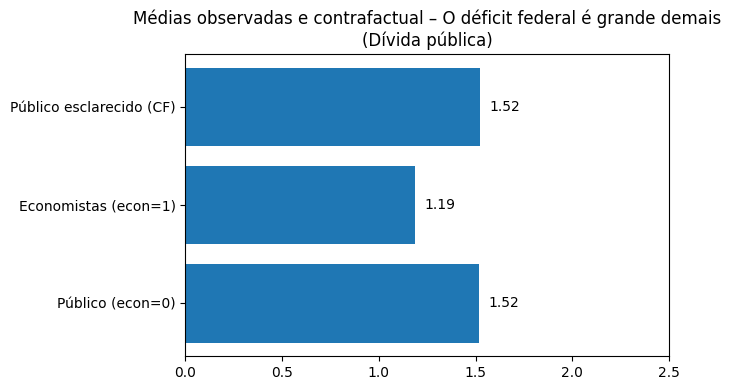 Médias observadas e contrafactual – O déficit federal é grande demais
(Dívida pública)
Público esclarecido (CF)
1.52
Economistas (econ=1)
1.19
Público (econ=0)
1.52
0.0 0.5 1.0 1.5 2.0 2.5